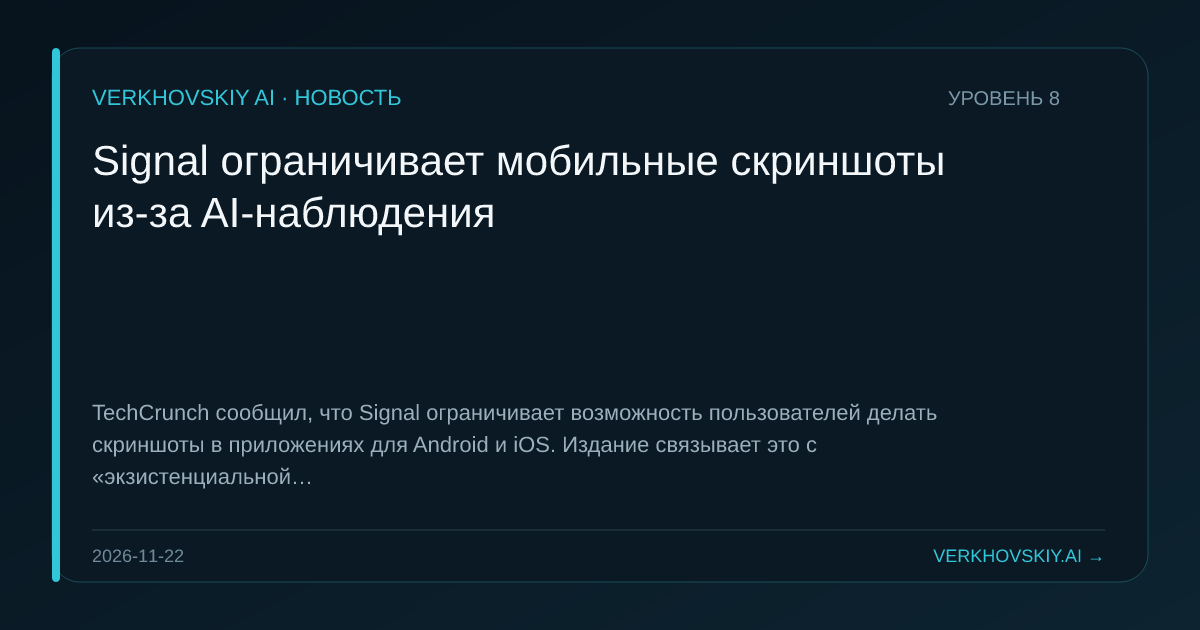 VERKHOVSKIY AI · НОВОСТЬ
УРОВЕНЬ 8
Signal ограничивает мобильные скриншоты
из-за AI-наблюдения
TechCrunch сообщил, что Signal ограничивает возможность пользователей делать
скриншоты в приложениях для Android и iOS. Издание связывает это с
«экзистенциальной…
2026-11-22
VERKHOVSKIY.AI →